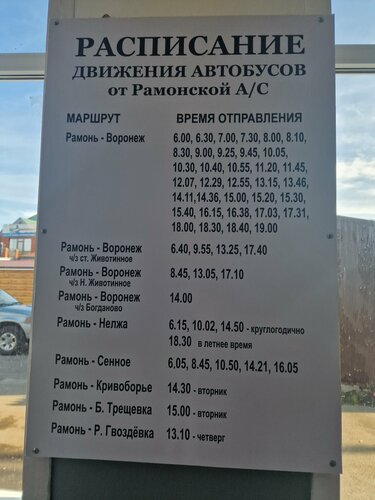 РАСПИСАНИЕ
ДВИЖЕНИЯ АВТОБУСОВ
от Рамонской А/С
МАРШРУТ ВРЕМЯ ОТПРАВЛЕНИЯ
Рамонь - Воронеж 6.00, 6.30, 7.00, 7.30, 8.00, 8.10,
8.30, 9.00, 9.25, 9.45, 10.05,
10.30, 10.40, 10.55, 11.20, 11.45,
12.07, 12.29, 12.55, 13.15, 13.46,
14.11,14.36, 15.00, 15.20, 15.30,
15.40, 16.15, 16.38, 17.03, 17.31,
18.00, 18.30, 18.40, 19.00
Рамонь - Воронеж 6.40, 9.55, 13.25, 17.40
ч/з ст. Животинное
Рамонь - Воронеж 8.45, 13.05, 17.10
ч/з Н. Животинное
Рамонь - Воронеж 14.00
ч/з Богданово
Рамонь - Нелжа 6.15, 10.02, 14.50 - круглогодично
18.30 в летнее время
Рамонь - Сенное 6,05, 8.45, 10.50, 14.21, 16.05
Рамонь - Кривоборье 14.30 - вторник
Рамонь - Б. Трещевка 15.00 - вторник
Рамонь - Р. Гвоздёвка 13.10 - четверг